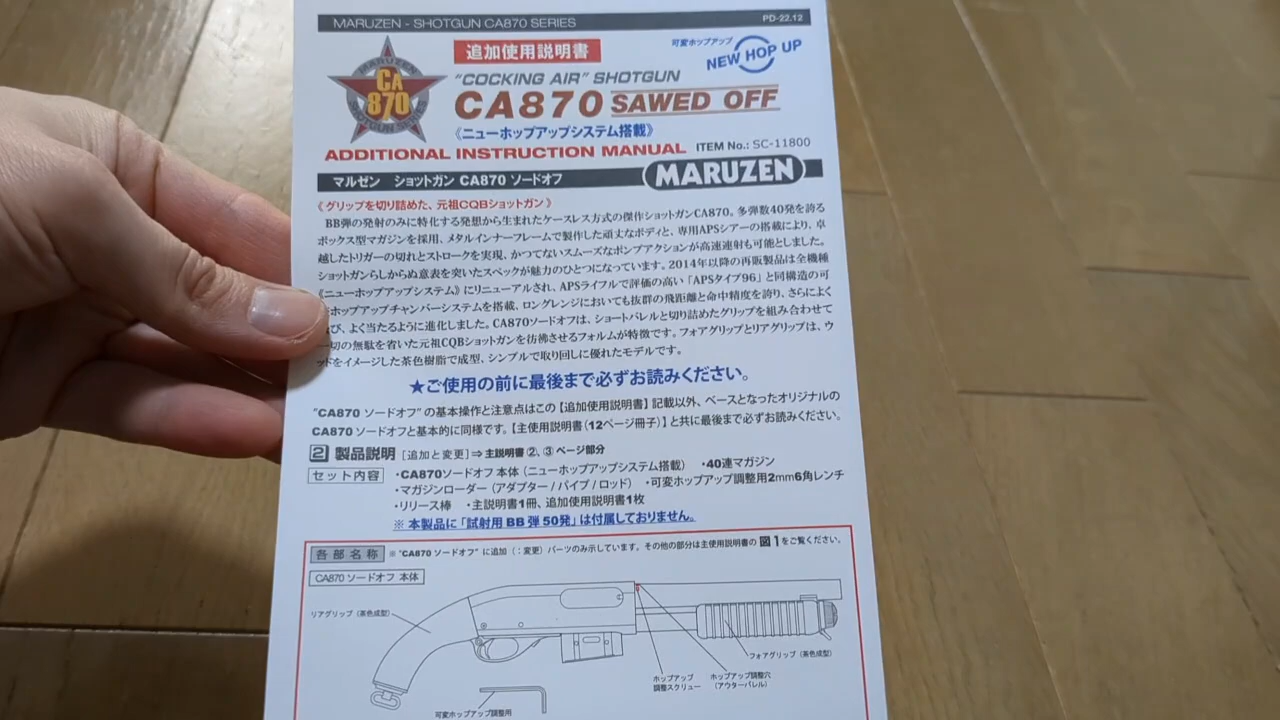 MARUZEN - SHOTGUN CA870 SERIES
PD-22.12
MARUZEN
CA
870
SHOTGUN SERIES
追加使用説明書
可変ホップアップ
NEW HOP UP
"COCKING AIR" SHOTGUN
CA870 SAWED OFF
《ニューホップアップシステム搭載》
ADDITIONAL INSTRUCTION MANUAL
ITEM No.: SC-11800
マルゼン ショットガン CA870 ソードオフ
MARUZEN
《グリップを切り詰めた、元祖CQBショットガン》
BB弾の発射のみに特化する発想から生まれたケースレス方式の傑作ショットガンCA870。多弾数40発を誇る
ボックス型マガジンを採用、メタルインナーフレームで製作した頑丈なボディと、専用APSシアーの搭載により、卓
越したトリガーの切れとストロークを実現、かつてないスムーズなポンプアクションが高速連射も可能としました。
ショットガンらしからぬ意表を突いたスペックが魅力のひとつになっています。2014年以降の再販製品は全機種
《ニューホップアップシステム》にリニューアルされ、APSライフルで評価の高い「APSタイプ96」と同構造の可
ホップアップチャンバーシステムを搭載、ロングレンジにおいても抜群の飛距離と命中精度を誇り、さらによく
び、よく当たるように進化しました。CA870ソードオフは、ショートバレルと切り詰めたグリップを組み合わせて
切の無駄を省いた元祖CQBショットガンを彷彿させるフォルムが特徴です。フォアグリップとリアグリップは、ウ
ッドをイメージした茶色樹脂で成型、シンプルで取り回しに優れたモデルです。
★ご使用の前に最後まで必ずお読みください。
"CA870 ソードオフ"の基本操作と注意点はこの【追加使用説明書】記載以外、ベースとなったオリジナルの
CA870 ソードオフと基本的に同様です。【主使用説明書（12ページ冊子）】と共に最後まで必ずお読みください。
2 製品説明 [追加と変更] ⇒ 主説明書 ②、③ ページ部分
セット内容 ・CA870ソードオフ 本体（ニューホップアップシステム搭載） ・40連マガジン
・マガジンローダー（アダプター / パイプ / ロッド） ・可変ホップアップ調整用2mm6角レンチ
・リリース棒 ・主説明書1冊、追加使用説明書1枚
※ 本製品に「試射用 BB 弾 50発」は付属しておりません。
各部名称 ※ "CA870 ソードオフ" に追加（：変更）パーツのみ示しています。その他の部分は主使用説明書の 図1 をご覧ください。
CA870 ソードオフ 本体
リアグリップ（茶色成型）
フォアグリップ（茶色成型）
ホップアップ
調整スクリュー
ホップアップ調整穴
（アウターバレル）
可変ホップアップ調整用